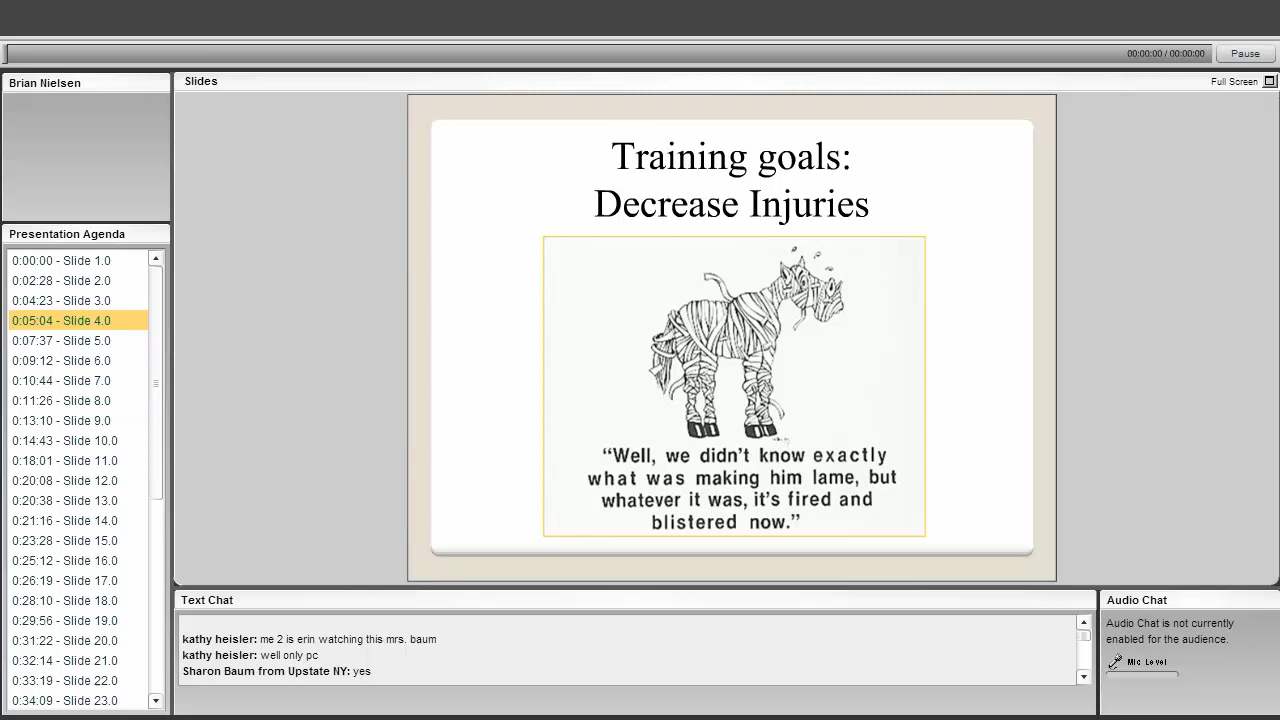 00:00:00 / 00:00:00
Pause
Brian Nielsen
Slides
Full Screen
Training goals:
Decrease Injuries
“Well, we didn’t know exactly
what was making him lame, but
whatever it was, it’s fired and
blistered now.”
Presentation Agenda
0:00:00 - Slide 1.0
0:02:28 - Slide 2.0
0:04:23 - Slide 3.0
0:05:04 - Slide 4.0
0:07:37 - Slide 5.0
0:09:12 - Slide 6.0
0:10:44 - Slide 7.0
0:11:26 - Slide 8.0
0:13:10 - Slide 9.0
0:14:43 - Slide 10.0
0:18:01 - Slide 11.0
0:20:08 - Slide 12.0
0:20:38 - Slide 13.0
0:21:16 - Slide 14.0
0:23:28 - Slide 15.0
0:25:12 - Slide 16.0
0:26:19 - Slide 17.0
0:28:10 - Slide 18.0
0:29:56 - Slide 19.0
0:31:22 - Slide 20.0
0:32:14 - Slide 21.0
0:33:19 - Slide 22.0
0:34:09 - Slide 23.0
Text Chat
kathy heisler: me 2 is erin watching this mrs. baum
kathy heisler: well only pc
Sharon Baum from Upstate NY: yes
Audio Chat
Audio Chat is not currently
enabled for the audience.
Mic Level